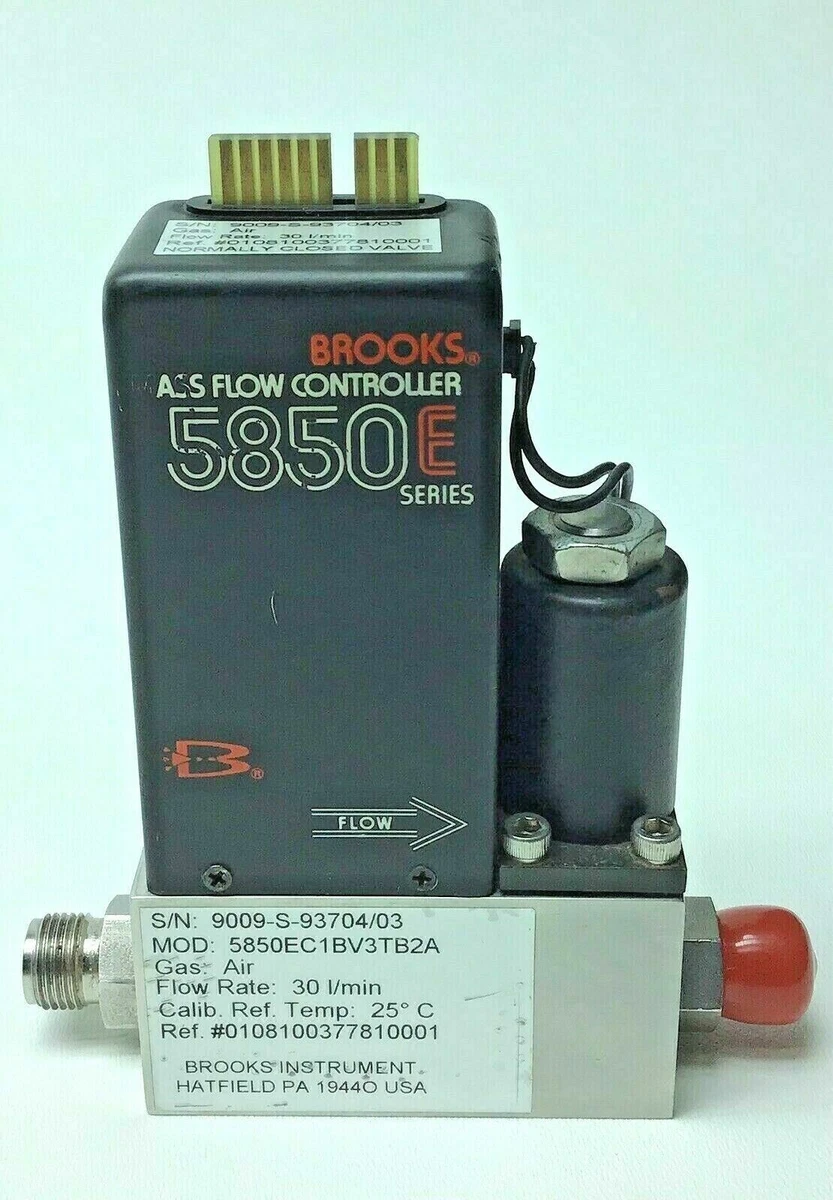 S/N: 9009-S-93704/03
Gas: Air
Flow Rate: 30 l/min
Ref. #0108100377810001
NORMALLY CLOSED VALVE
BROOKS®
ASS FLOW CONTROLLER
5850E
SERIES
B®
FLOW
S/N: 9009-S-93704/03
MOD: 5850EC1BV3TB2A
Gas: Air
Flow Rate: 30 l/min
Calib. Ref. Temp: 25° C
Ref. #0108100377810001
BROOKS INSTRUMENT
HATFIELD PA 19440 USA